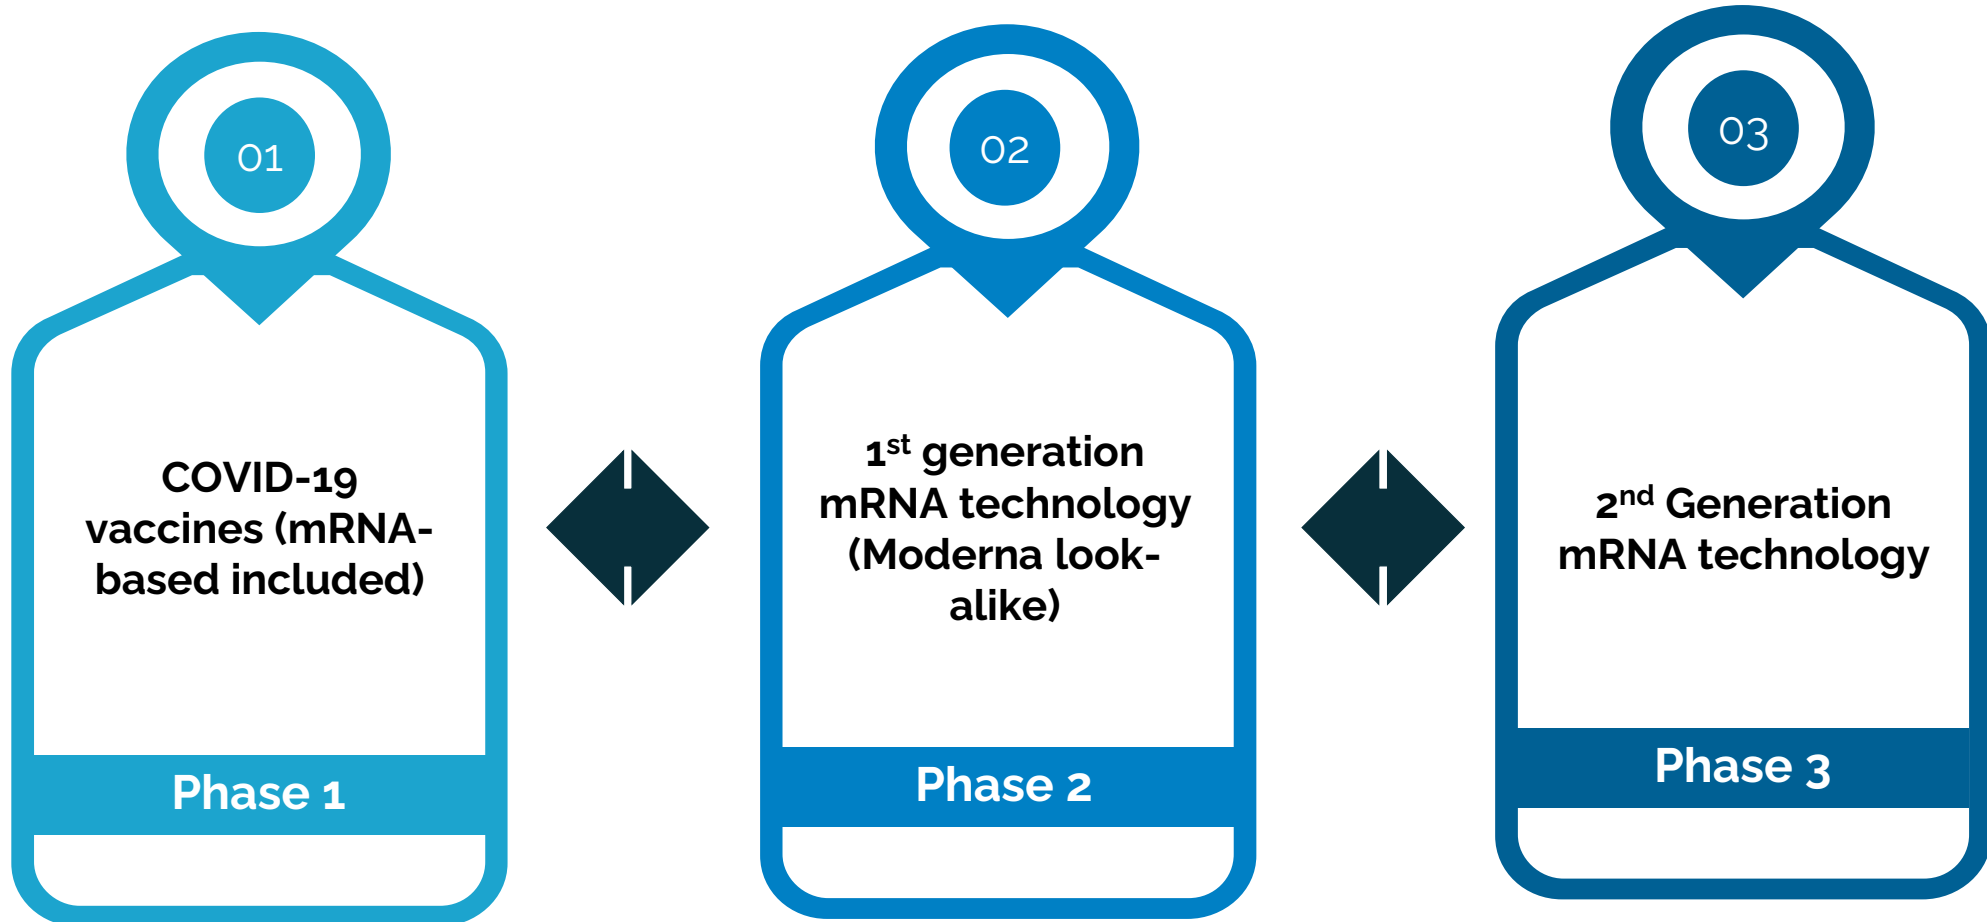 01
COVID-19
vaccines (mRNA-
based included)
Phase 1
02
1st generation
mRNA technology
(Moderna look-
alike)
Phase 2
03
2nd Generation
mRNA technology
Phase 3